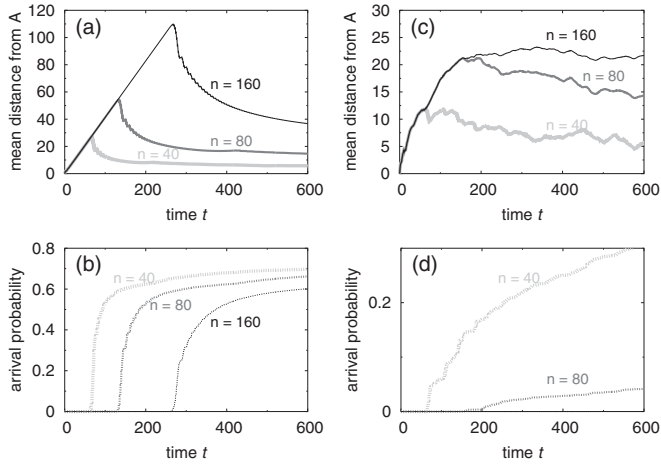 (a)
mean distance from A
120
100
80
60
40
20
0
n = 160
n = 80
n = 40
0 200 400 600
time t
(c)
mean distance from A
30
25
20
15
10
5
0
n = 160
n = 80
n = 40
0 200 400 600
time t
(b)
arrival probability
0.8
0.6
0.4
0.2
0
n = 40
n = 80
n = 160
0 200 400 600
time t
(d)
arrival probability
0.2
0
n = 40
n = 80
0 200 400 600
time t